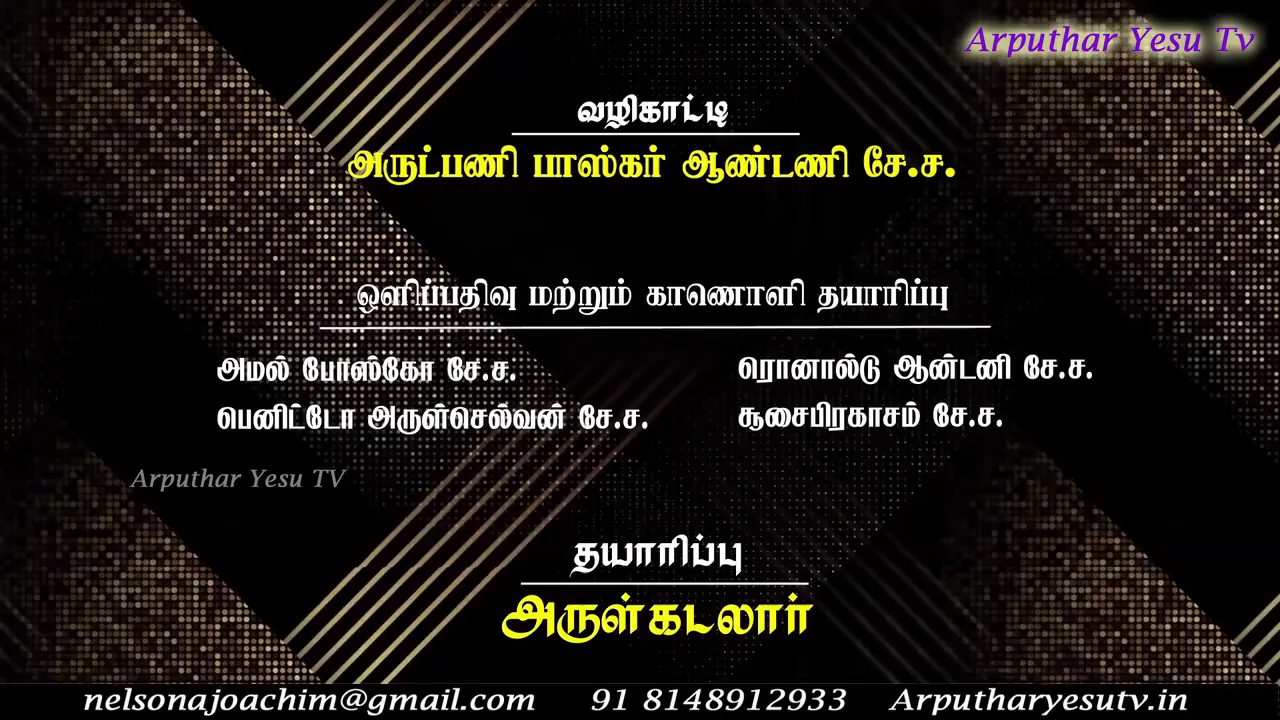 Arputhar Yesu Tv
வழிகாட்டி
அருட்பணி பாஸ்கர் ஆண்டணி சே.ச.
ஒளிப்பதிவு மற்றும் காணொளி தயாரிப்பு
அமல் போஸ்கோ சே.ச.
ரொனால்டு ஆன்டனி சே.ச.
பெனிட்டோ அருள்செல்வன் சே.ச.
சூசைபிரகாசம் சே.ச.
Arputhar Yesu TV
தயாரிப்பு
அருள்கடலார்
nelsonajoachim@gmail.com 91 8148912933 Arputharyesutv.in